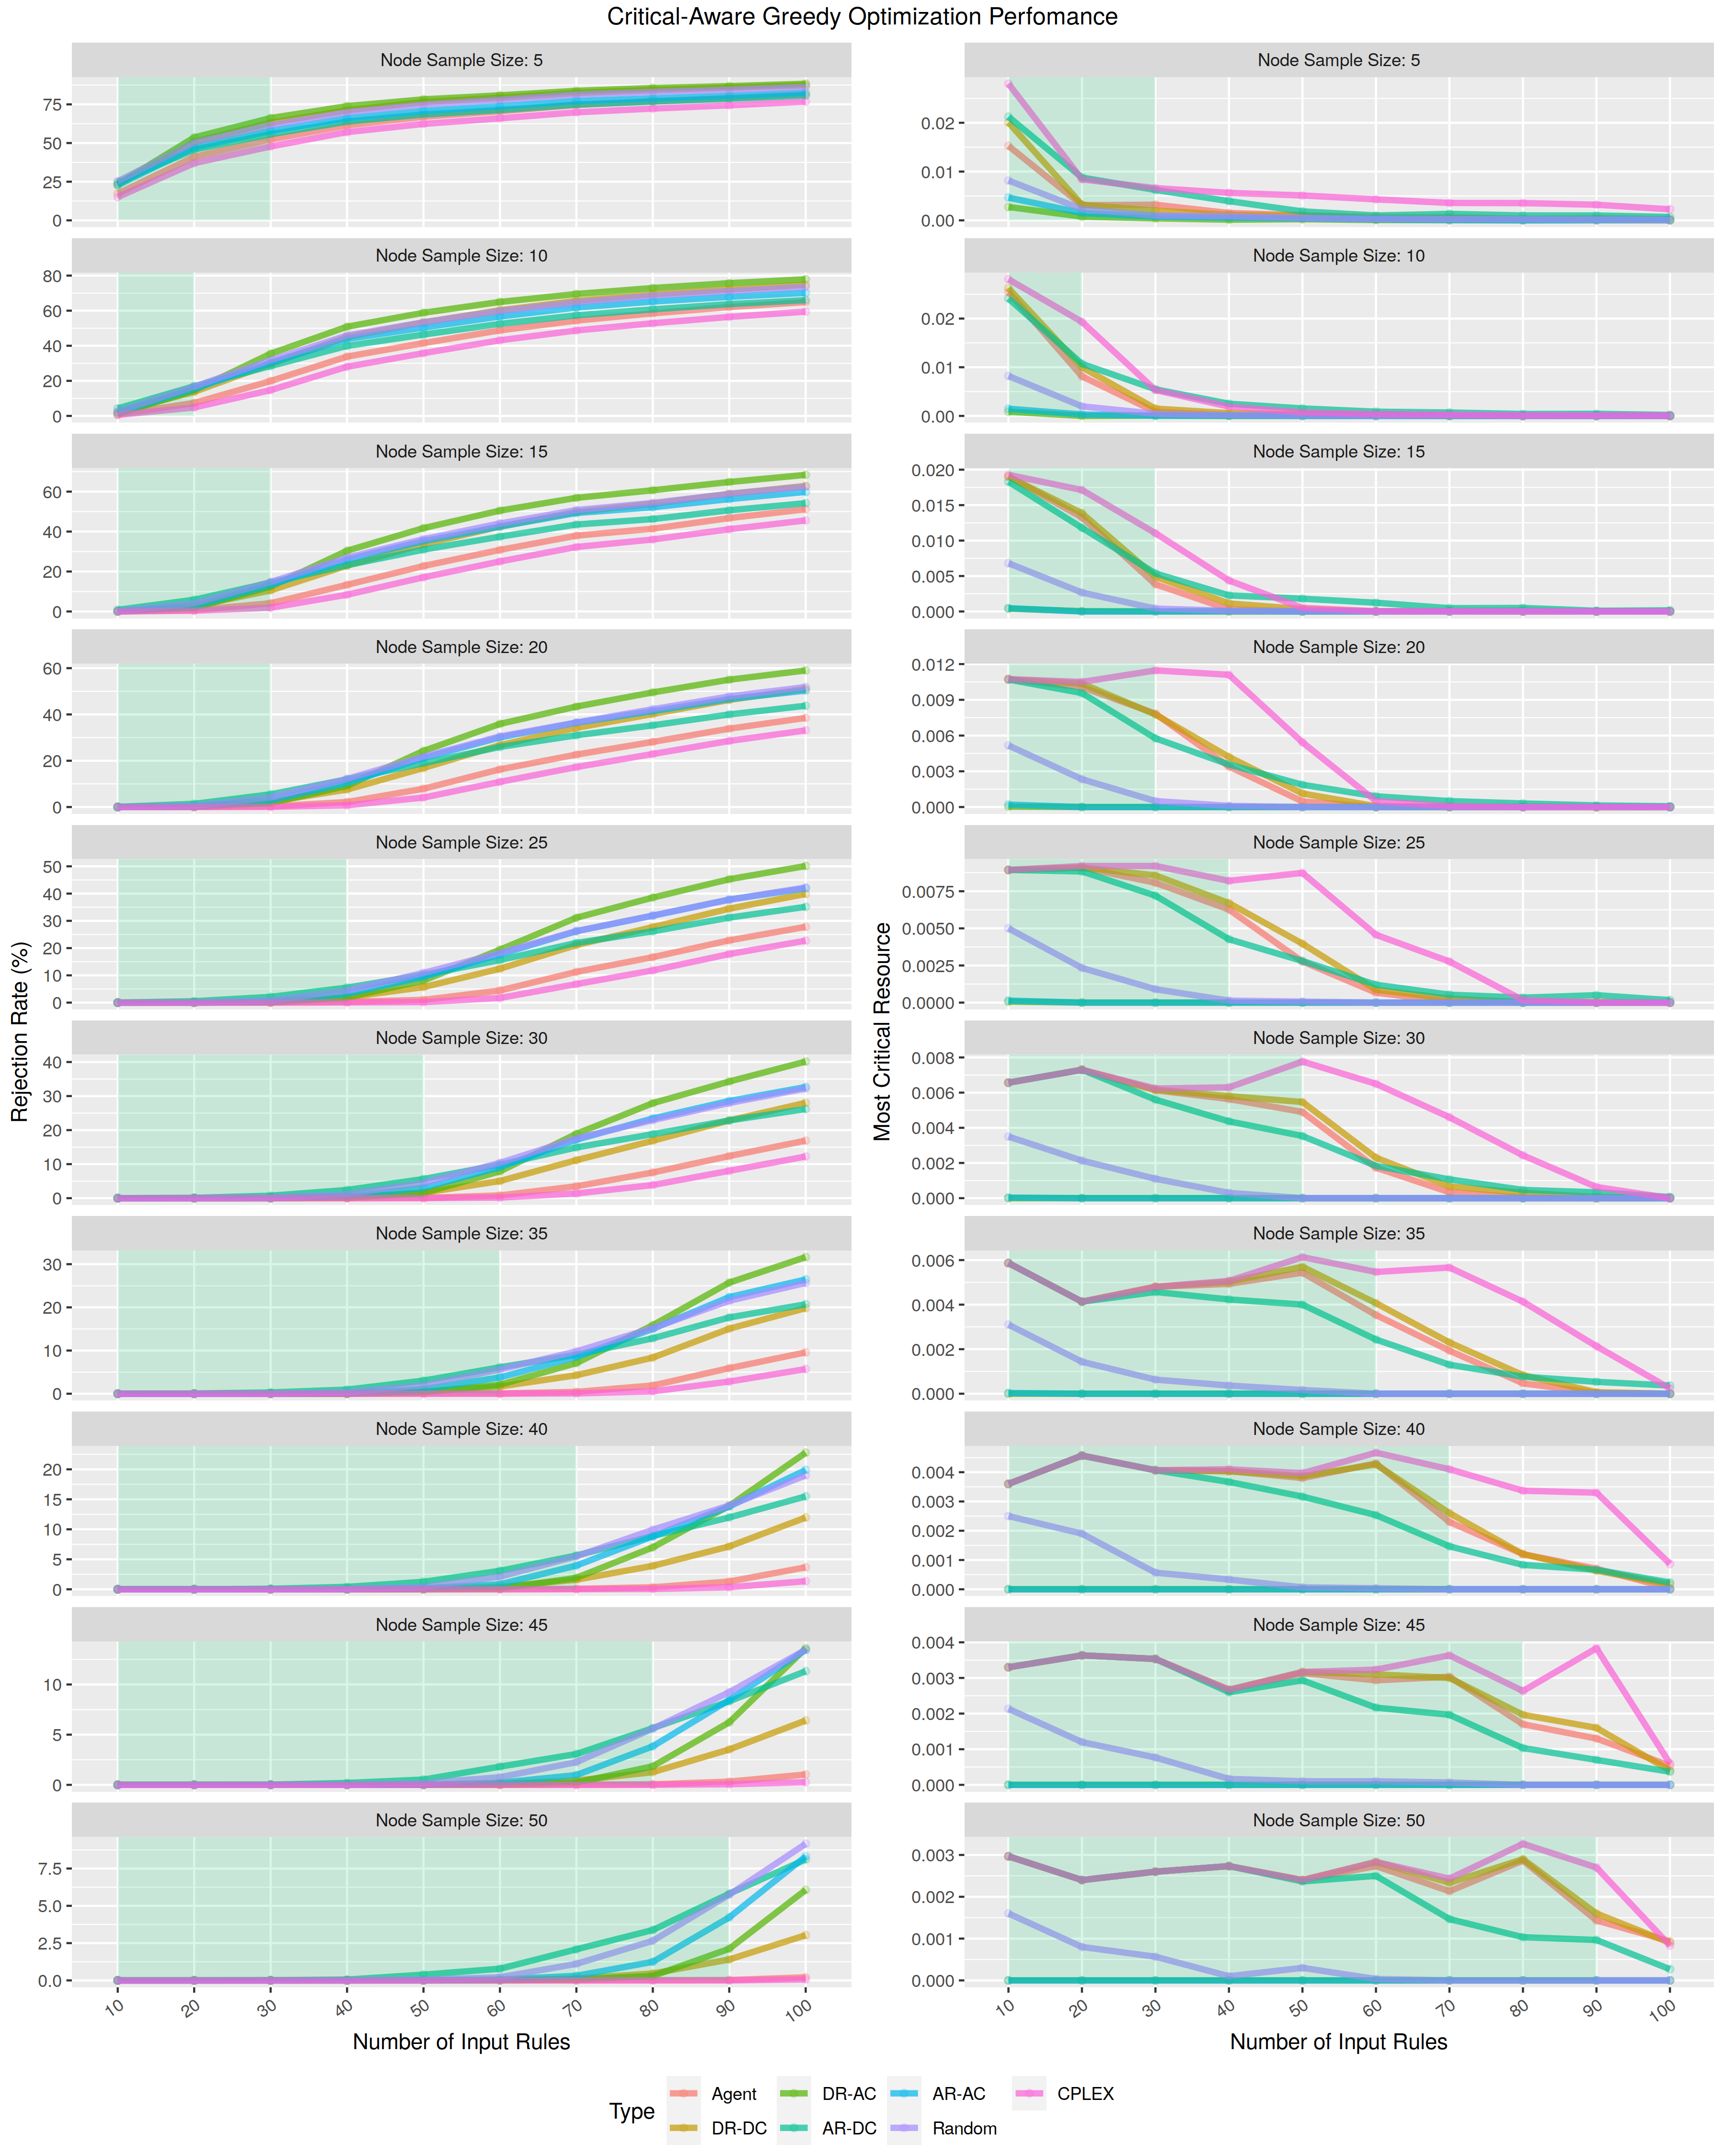 Critical-Aware Greedy Optimization Perfomance
Rejection Rate (%)
Node Sample Size: 5
75
50
25
0
Node Sample Size: 10
80
60
40
20
0
Node Sample Size: 15
60
40
20
0
Node Sample Size: 20
60
40
20
0
Node Sample Size: 25
50
40
30
20
10
0
Node Sample Size: 30
40
30
20
10
0
Node Sample Size: 35
30
20
10
0
Node Sample Size: 40
20
15
10
5
0
Node Sample Size: 45
10
5
0
Node Sample Size: 50
7.5
5.0
2.5
0.0
10 20 30 40 50 60 70 80 90 100
Number of Input Rules
Most Critical Resource
Node Sample Size: 5
0.02
0.01
0.00
Node Sample Size: 10
0.02
0.01
0.00
Node Sample Size: 15
0.020
0.015
0.010
0.005
0.000
Node Sample Size: 20
0.012
0.009
0.006
0.003
0.000
Node Sample Size: 25
0.0075
0.0050
0.0025
0.0000
Node Sample Size: 30
0.008
0.006
0.004
0.002
0.000
Node Sample Size: 35
0.006
0.004
0.002
0.000
Node Sample Size: 40
0.004
0.003
0.002
0.001
0.000
Node Sample Size: 45
0.004
0.003
0.002
0.001
0.000
Node Sample Size: 50
0.003
0.002
0.001
0.000
10 20 30 40 50 60 70 80 90 100
Number of Input Rules
Type
Agent DR-AC AR-AC CPLEX
DR-DC AR-DC Random